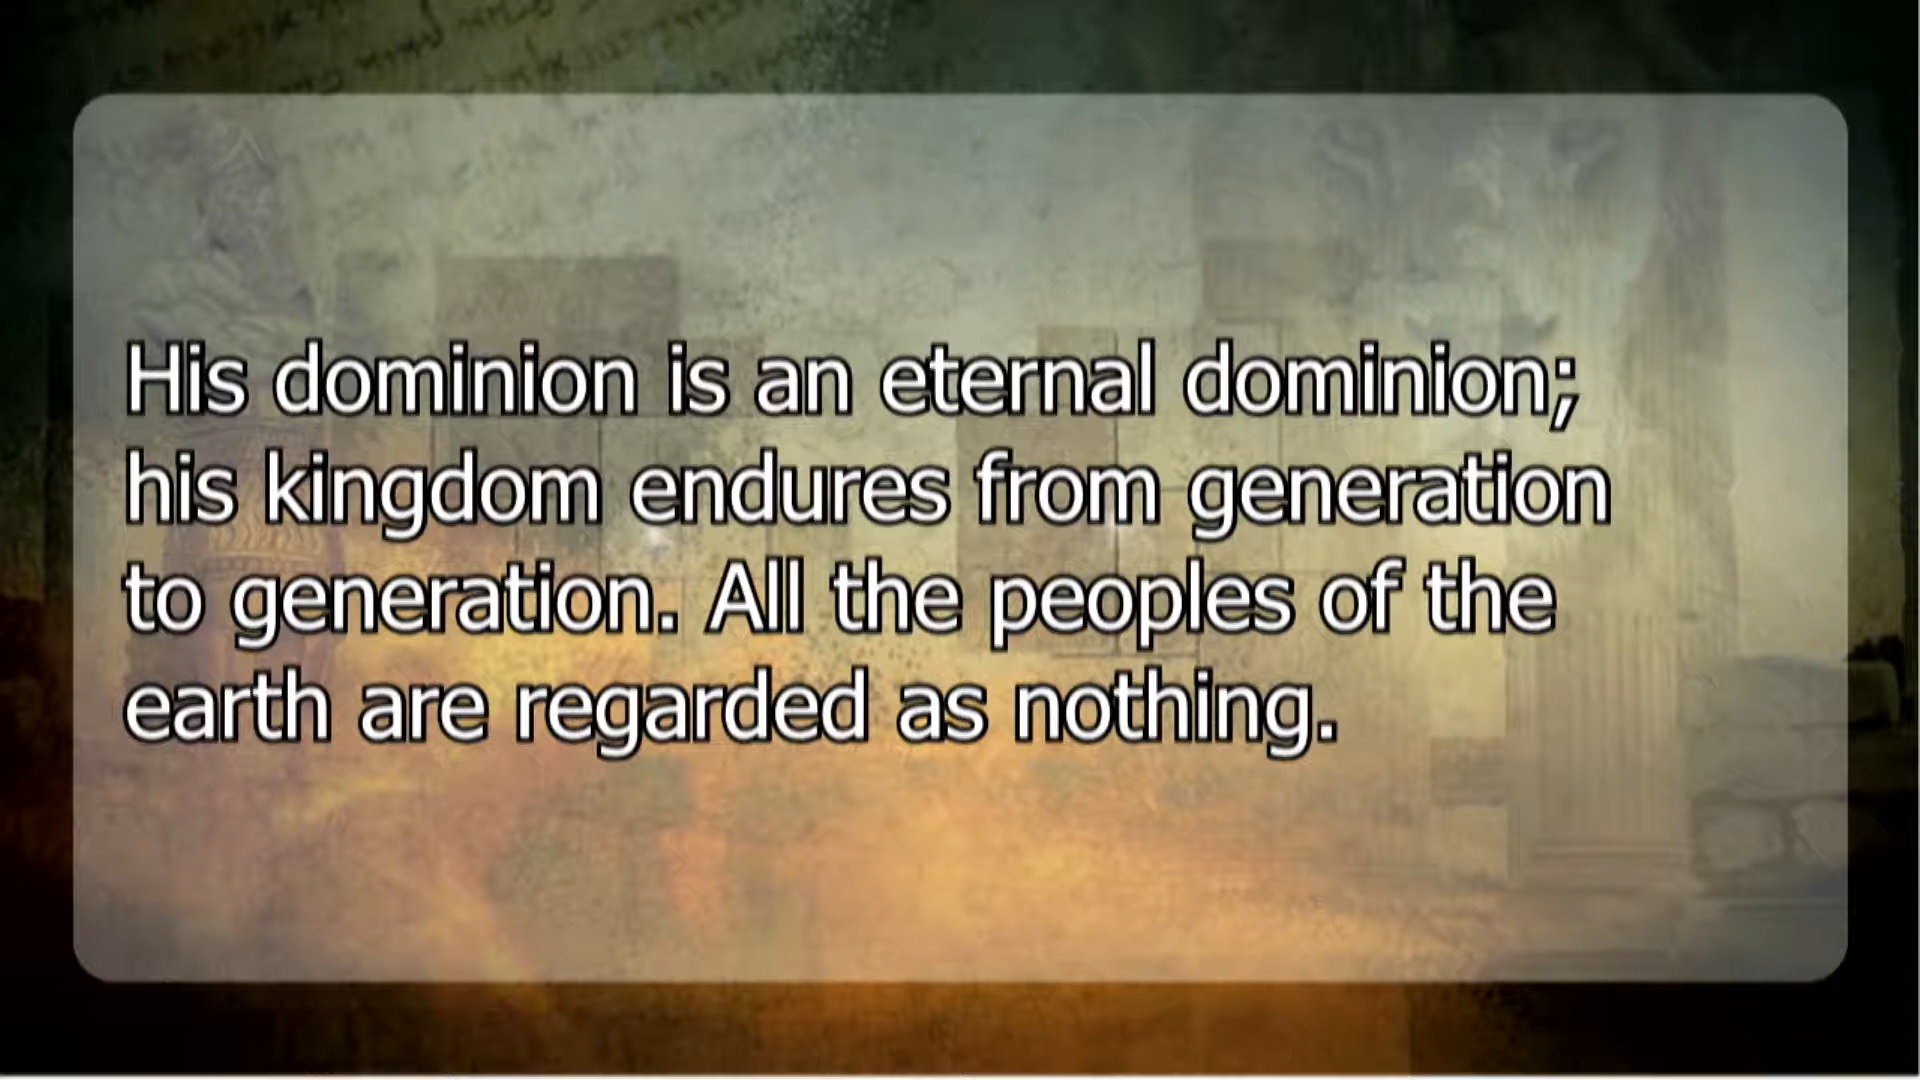 His dominion is an eternal dominion;
his kingdom endures from generation
to generation. All the peoples of the
earth are regarded as nothing.